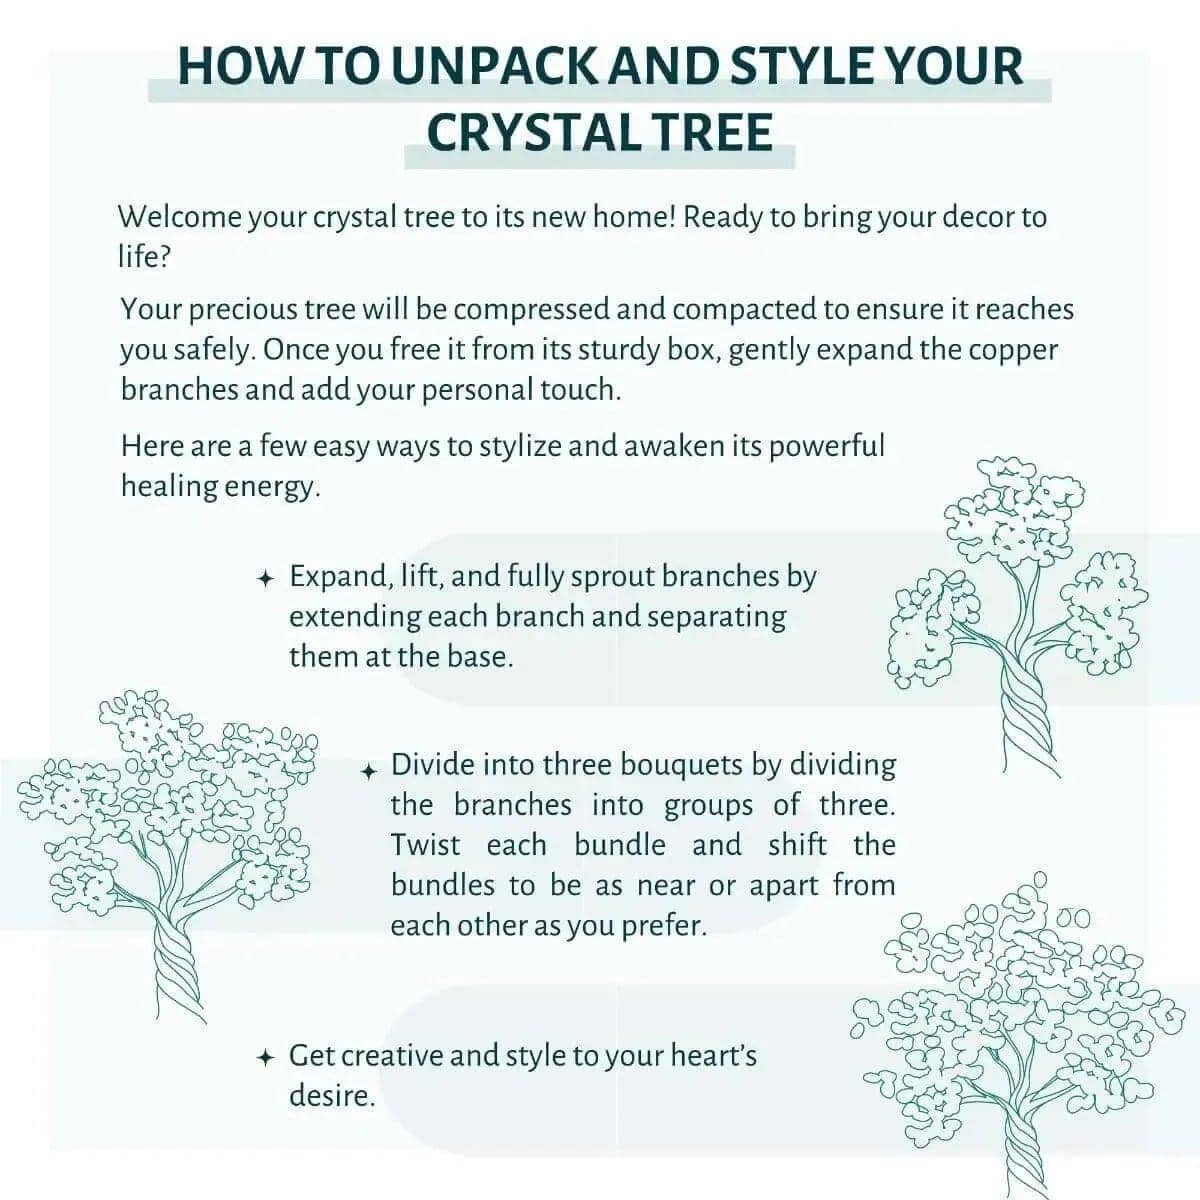 HOW TO UNPACK AND STYLE YOUR
CRYSTAL TREE
Welcome your crystal tree to its new home! Ready to bring your decor to
life?
Your precious tree will be compressed and compacted to ensure it reaches
you safely. Once you free it from its sturdy box, gently expand the copper
branches and add your personal touch.
Here are a few easy ways to stylize and awaken its powerful
healing energy.
Expand, lift, and fully sprout branches by
extending each branch and separating
them at the base.
Divide into three bouquets by dividing
the branches into groups of three.
Twist each bundle and shift the
bundles to be as near or apart from
each other as you prefer.
Get creative and style to your heart's
desire.